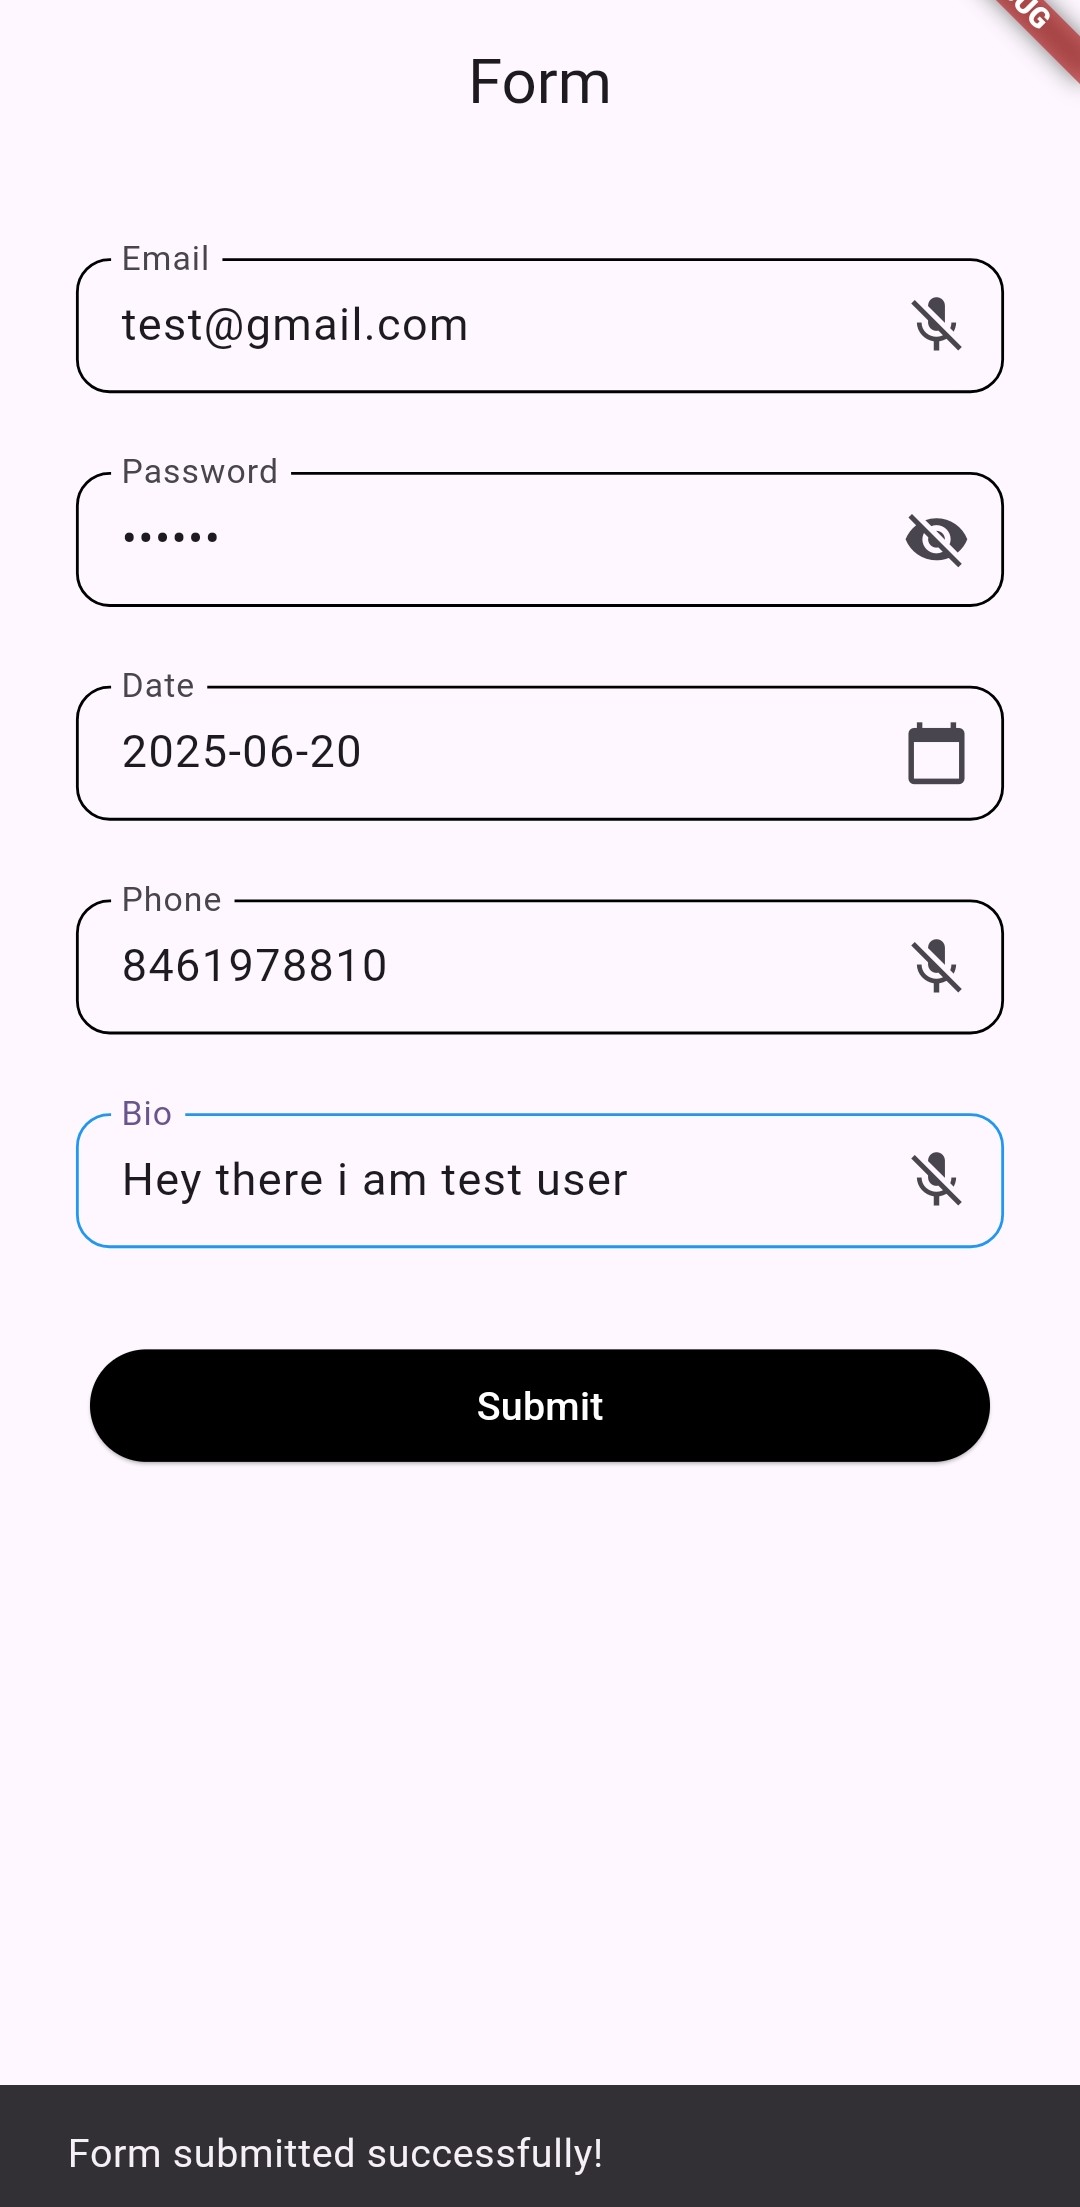 UG
Form
Email
test@gmail.com
Password
••••••
Date
2025-06-20
Phone
8461978810
Bio
Hey there i am test user
Submit
Form submitted successfully!